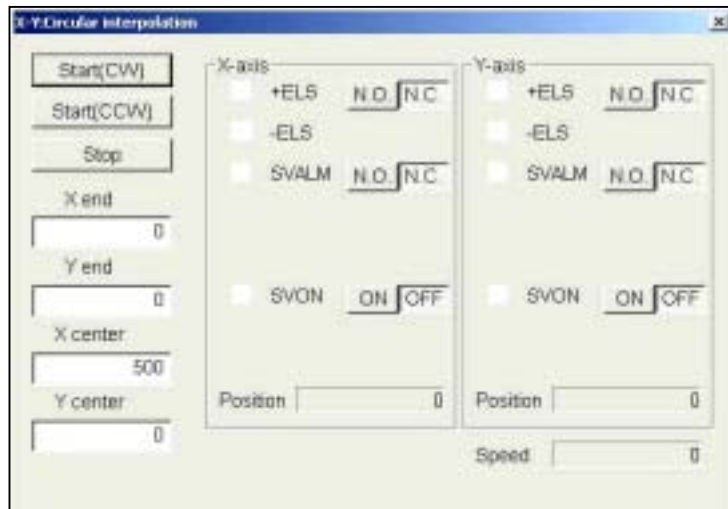 X-Y:Circular interpolation
Start(CW)
Start(CCW)
Stop
X end
0
Y end
0
X center
500
Y center
0
X-axis
+ELS N.O. N.C
-ELS
SVALM N.O. N.C
SVON ON OFF
Position 0
Y-axis
+ELS N.O. N.C
-ELS
SVALM N.O. N.C
SVON ON OFF
Position 0
Speed 0